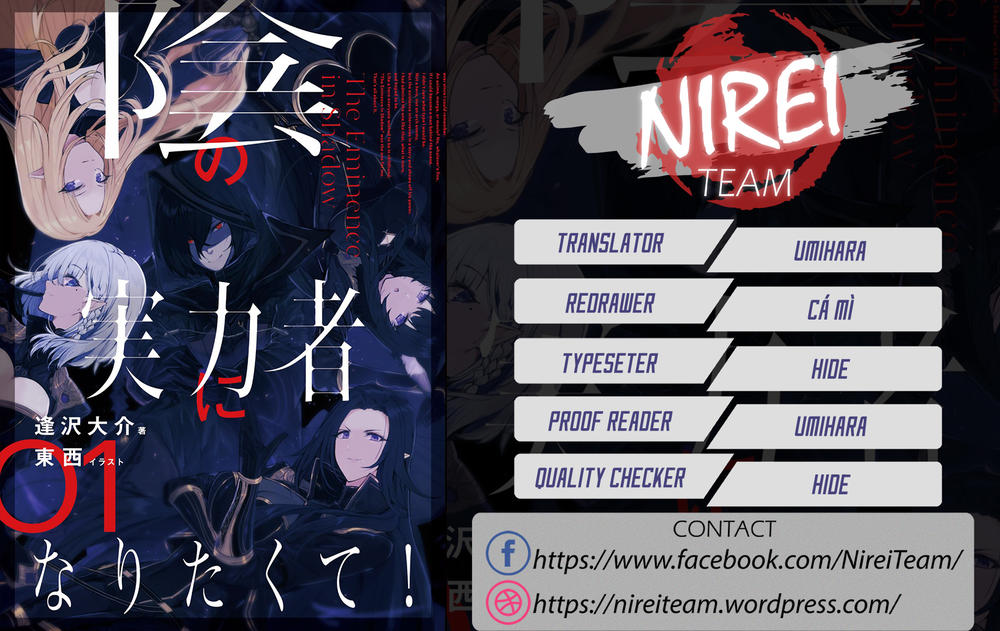 陰の
実力者に
なりたくて!
The Eminence
in Shadow
逢沢大介 著
東西 イラスト
01
NIREI
TEAM
TRANSLATOR
UMIHARA
REDRAWER
CÁ MÌ
TYPESETER
HIDE
PROOF READER
UMIHARA
QUALITY CHECKER
HIDE
CONTACT
https://www.facebook.com/NireiTeam/
https://nireiteam.wordpress.com/